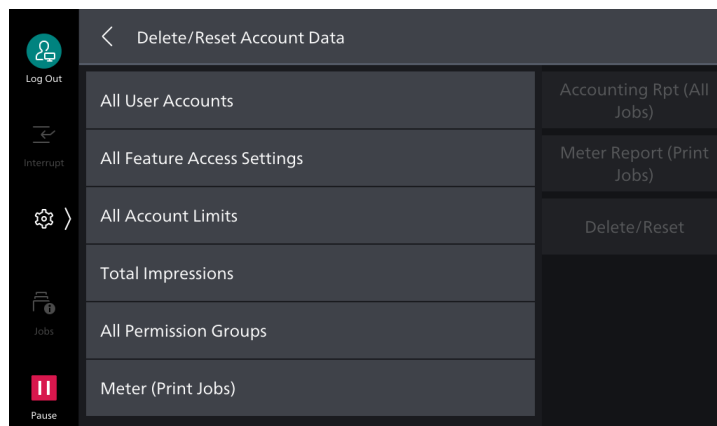 Delete/Reset Account Data
Log Out
Interrupt
Jobs
Pause
All User Accounts
All Feature Access Settings
All Account Limits
Total Impressions
All Permission Groups
Meter (Print Jobs)
Accounting Rpt (All
Jobs)
Meter Report (Print
Jobs)
Delete/Reset